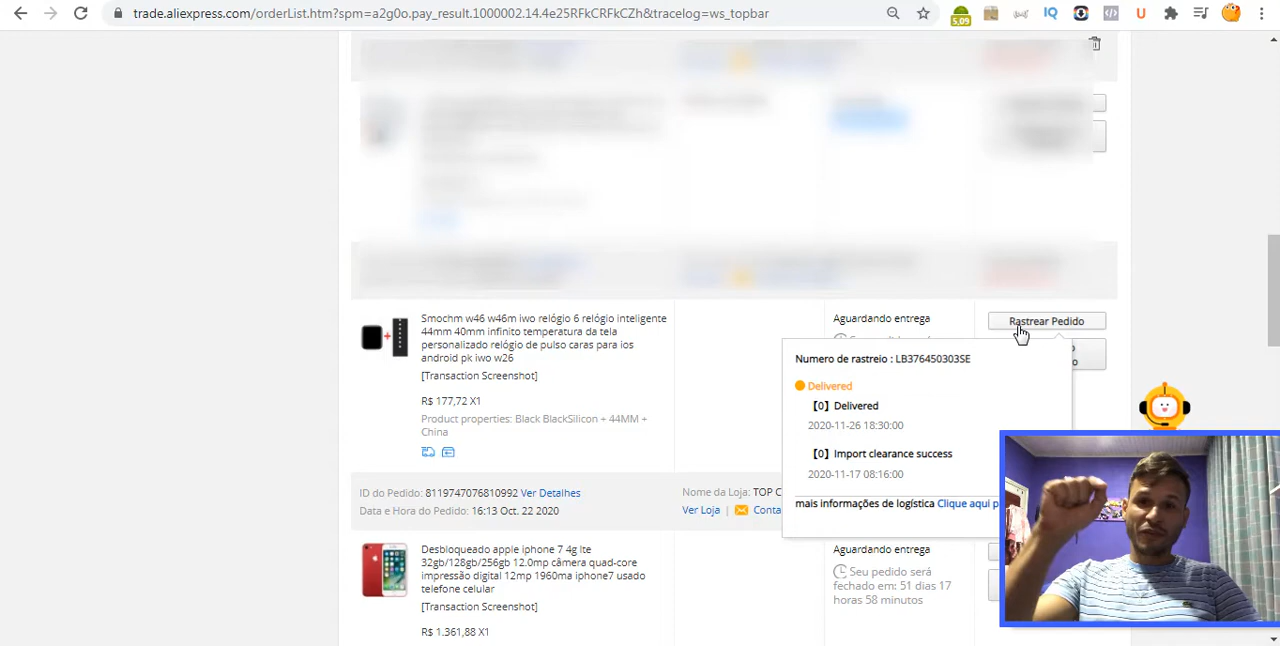 trade.aliexpress.com/orderList.htm?spm=a2g0o.pay_result.1000002.14.4e25RFkCRFkCZh&tracelog=ws_topbar
5,09
IQ
U
Smochm w46 w46m iwo relógio 6 relógio inteligente
44mm 40mm infinito temperatura da tela
personalizado relógio de pulso caras para ios
android pk iwo w26
[Transaction Screenshot]
R$ 177,72 X1
Product properties: Black BlackSilicon + 44MM +
China
Aguardando entrega
Rastrear Pedido
Numero de rastreio : LB376450303SE
Delivered
【0】Delivered
2020-11-26 18:30:00
【0】Import clearance success
2020-11-17 08:16:00
mais informações de logística Clique aqui p
ID do Pedido: 8119747076810992 Ver Detalhes
Data e Hora do Pedido: 16:13 Oct. 22 2020
Nome da Loja: TOP C
Ver Loja | Conta
Desbloqueado apple iphone 7 4g lte
32gb/128gb/256gb 12.0mp câmera quad-core
impressão digital 12mp 1960ma iphone7 usado
telefone celular
[Transaction Screenshot]
R$ 1.361,88 X1
Aguardando entrega
Seu pedido será
fechado em: 51 dias 17
horas 58 minutos